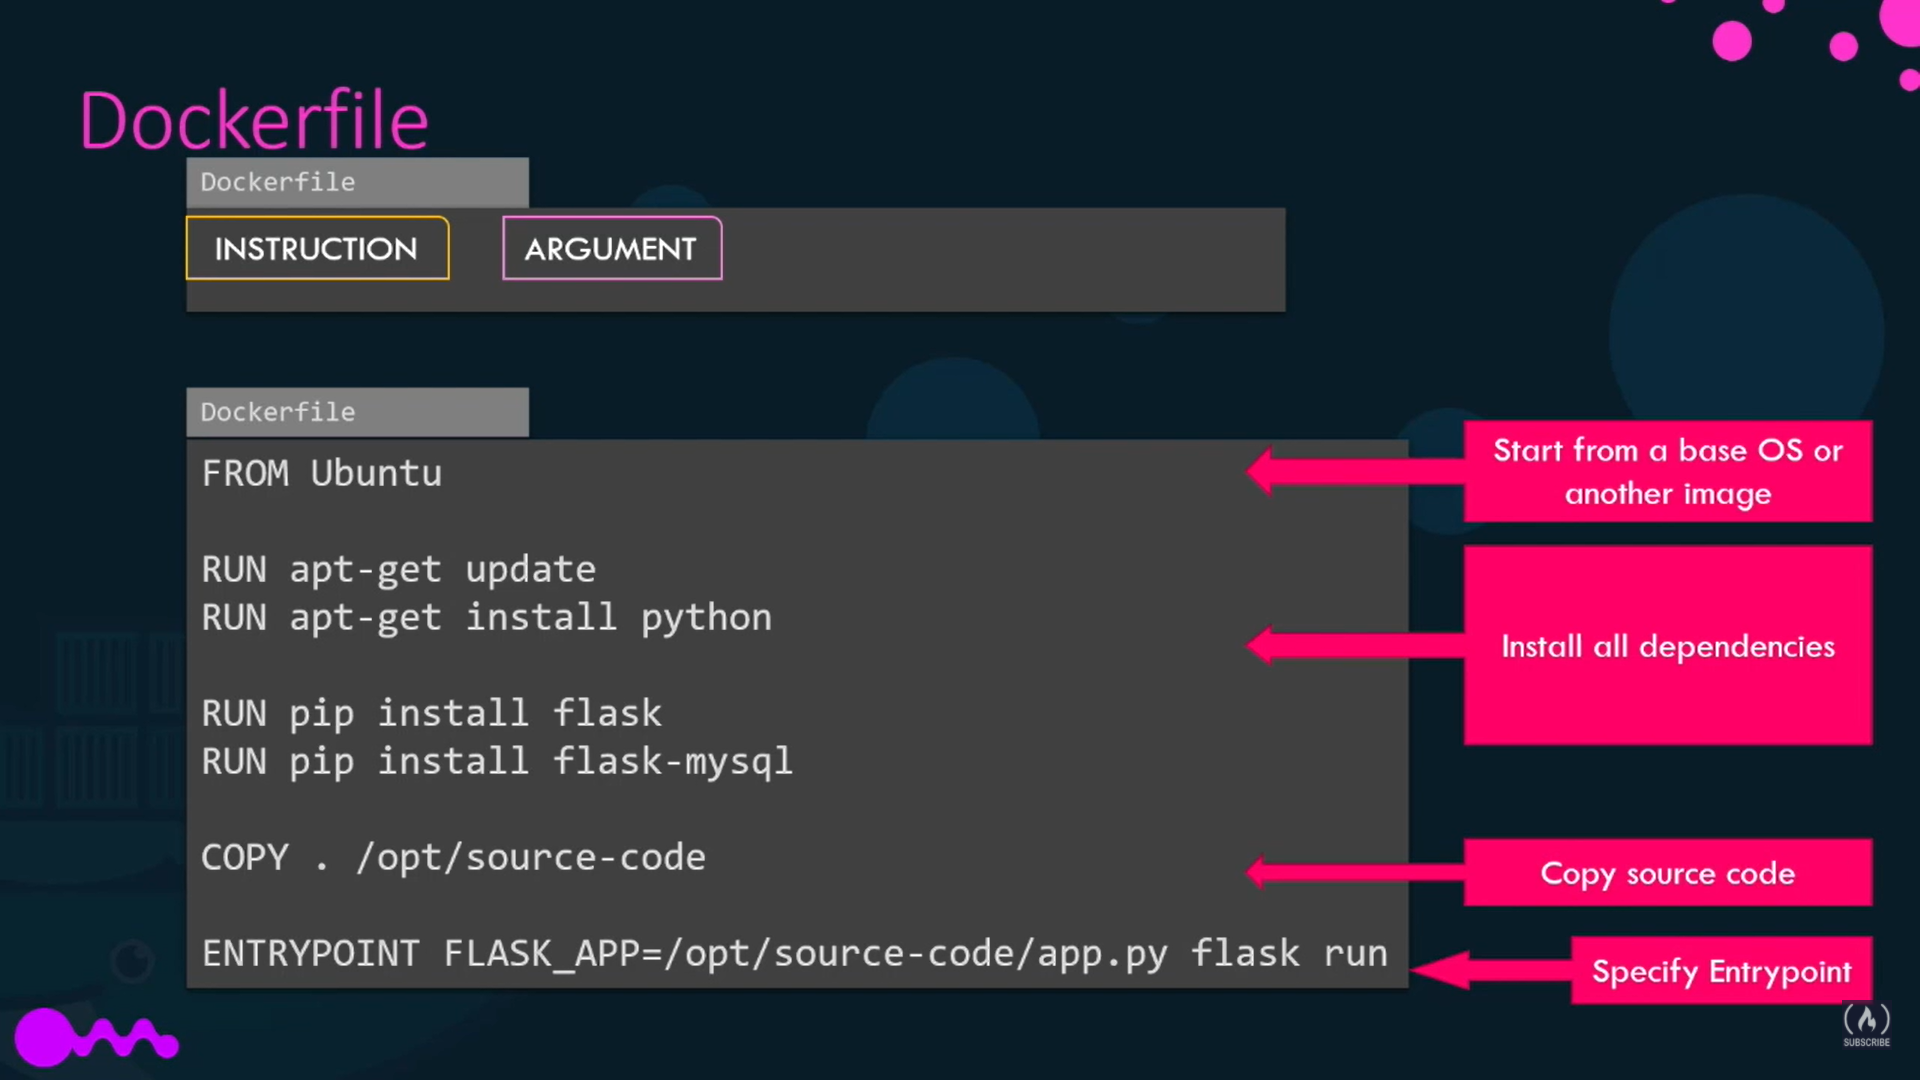 Dockerfile
Dockerfile
INSTRUCTION ARGUMENT
Dockerfile
FROM Ubuntu
Start from a base OS or
another image
RUN apt-get update
RUN apt-get install python
Install all dependencies
RUN pip install flask
RUN pip install flask-mysql
COPY . /opt/source-code
Copy source code
ENTRYPOINT FLASK_APP=/opt/source-code/app.py flask run
Specify Entrypoint
SUBSCRIBE